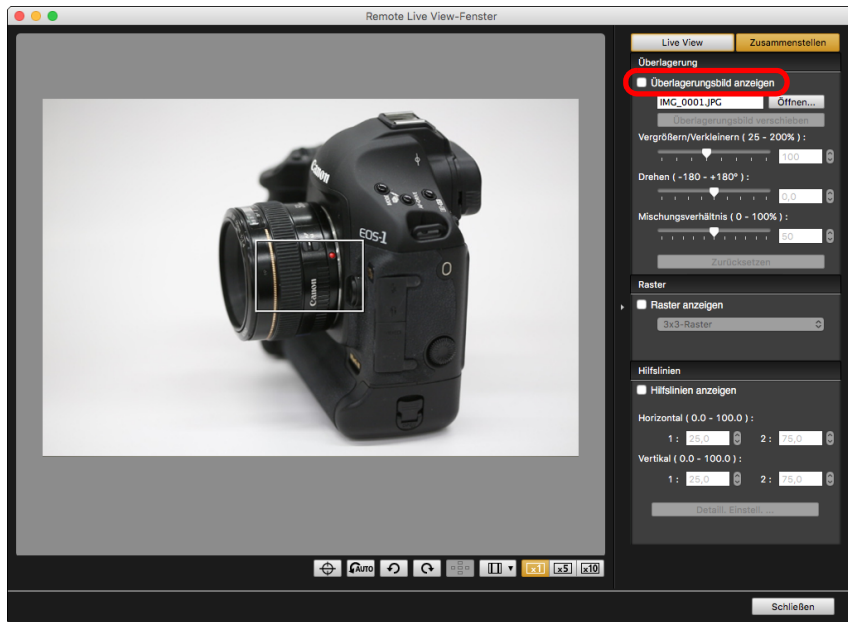 Remote Live View-Fenster
Live View
Zusammenstellen
Überlagerung
Überlagerungsbild anzeigen
IMG_0001.JPG
Öffnen...
Überlagerungsbild verschieben
Vergrößern/Verkleinern ( 25 - 200% ) :
100
Drehen ( -180 - +180° ) :
0,0
Mischungsverhältnis ( 0 - 100% ) :
50
Zurücksetzen
Raster
Raster anzeigen
3x3-Raster
Hilfslinien
Hilfslinien anzeigen
Horizontal ( 0.0 - 100.0 ) :
1 : 25,0 2 : 75,0
Vertikal ( 0.0 - 100.0 ) :
1 : 25,0 2 : 75,0
Detaill. Einstell. ...
Canon
EOS-1
Canon
AUTO
x1 x5 x10
Schließen